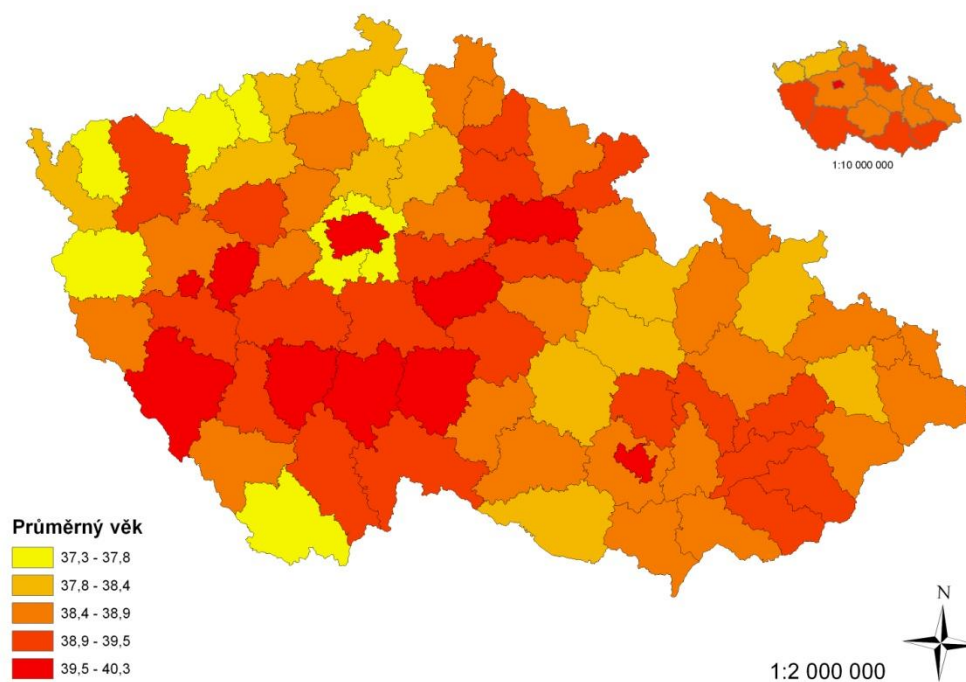 1:10 000 000
Průměrný věk
37,3 - 37,8
37,8 - 38,4
38,4 - 38,9
38,9 - 39,5
39,5 - 40,3
N
1:2 000 000